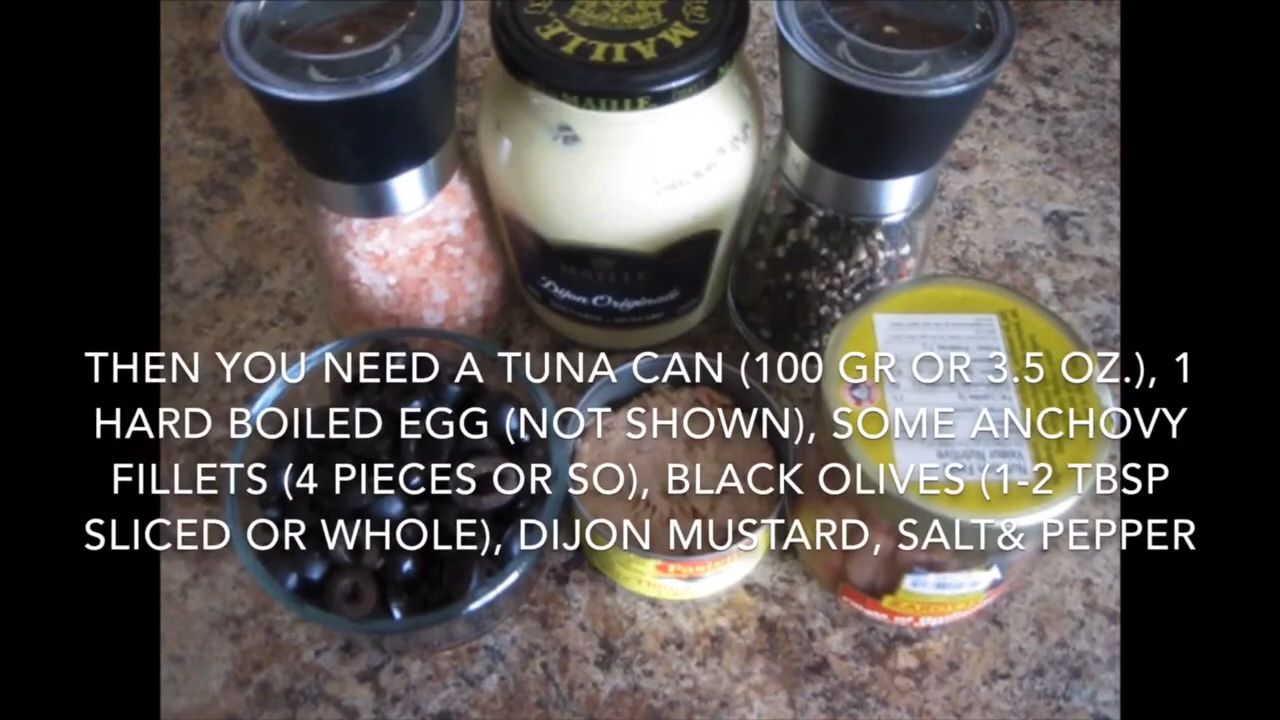 MAILLE
MAILLE
MAILLE
Dijon Originale
THEN YOU NEED A TUNA CAN (100 GR OR 3.5 OZ.), 1
HARD BOILED EGG (NOT SHOWN), SOME ANCHOVY
FILLETS (4 PIECES OR SO), BLACK OLIVES (1-2 TBSP
SLICED OR WHOLE), DIJON MUSTARD, SALT& PEPPER